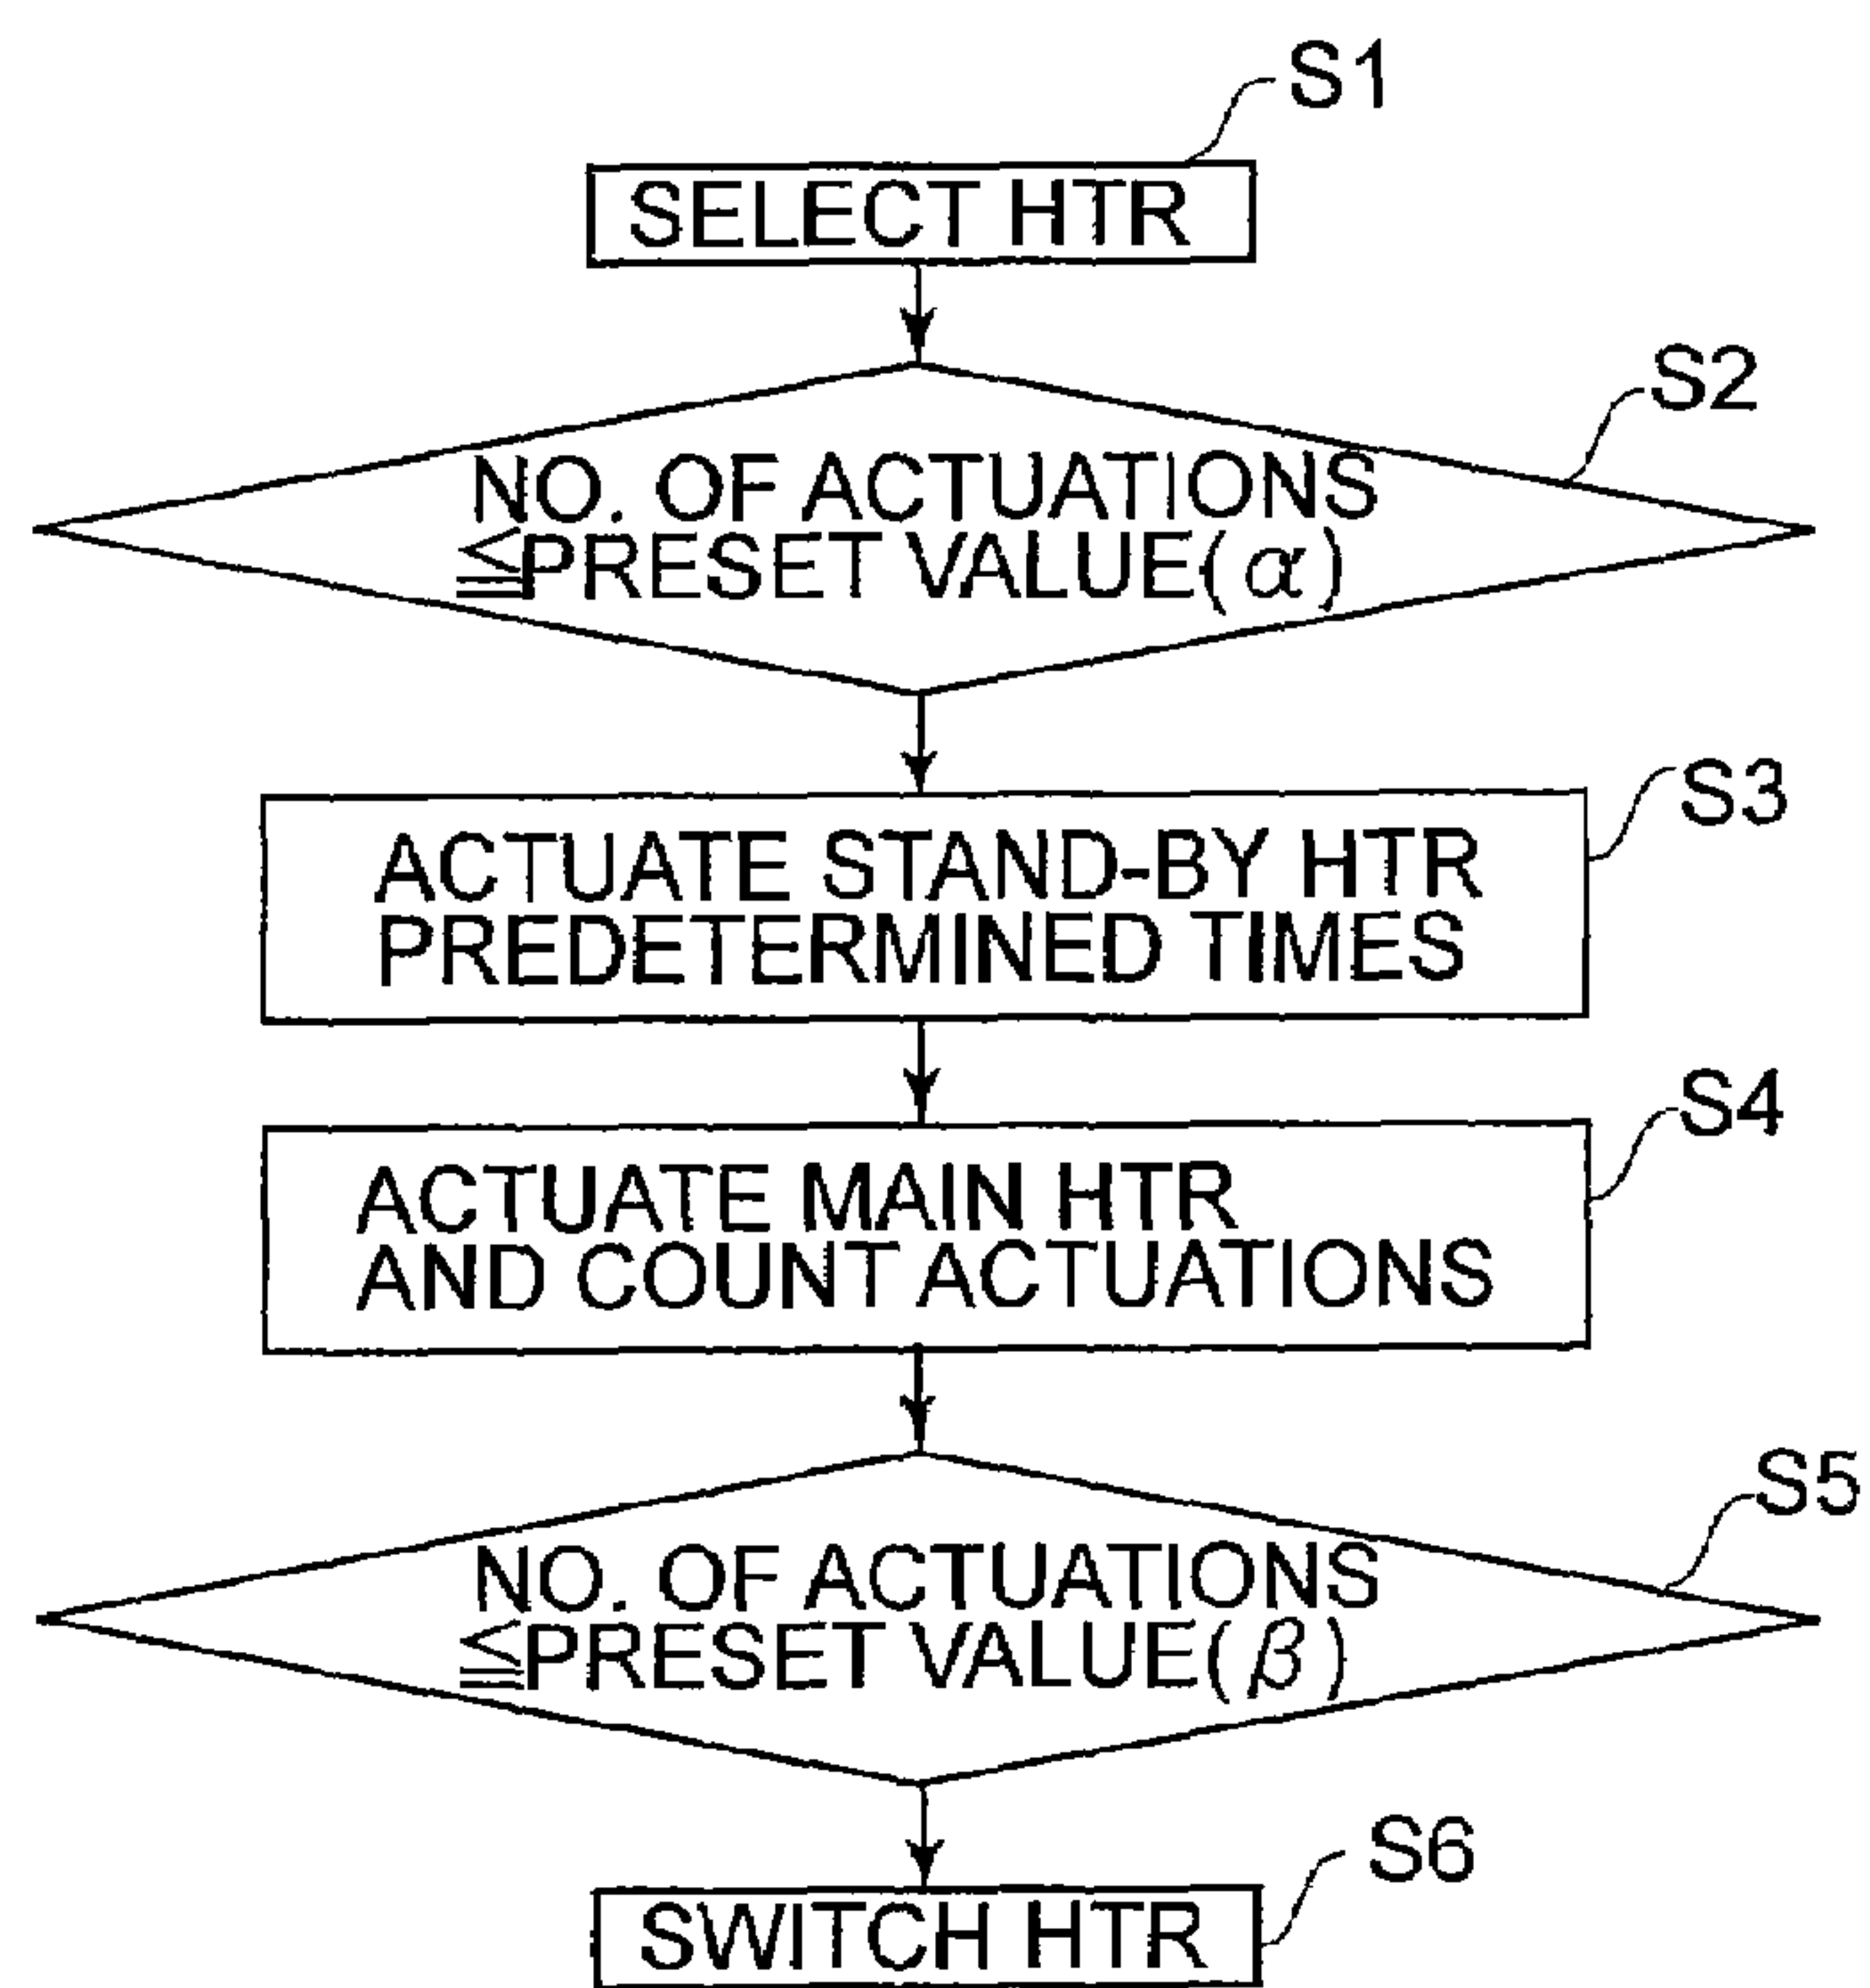 S1
SELECT HTR
S2
NO. OF ACTUATIONS
≦PRESET VALUE(α)
S3
ACTUATE STAND-BY HTR
PREDETERMINED TIMES
S4
ACTUATE MAIN HTR
AND COUNT ACTUATIONS
S5
NO. OF ACTUATIONS
≦PRESET VALUE(β)
S6
SWITCH HTR